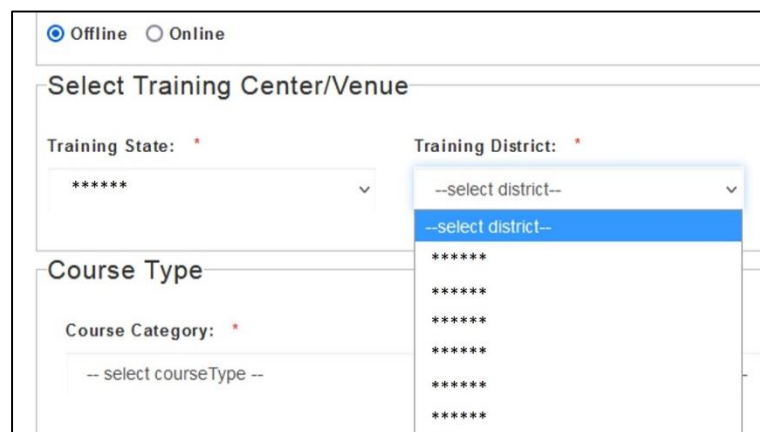 Offline Online
Select Training Center/Venue
Training State: * Training District: *
****** --select district--
--select district--
******
******
******
******
******
******
Course Type
Course Category: *
-- select courseType --